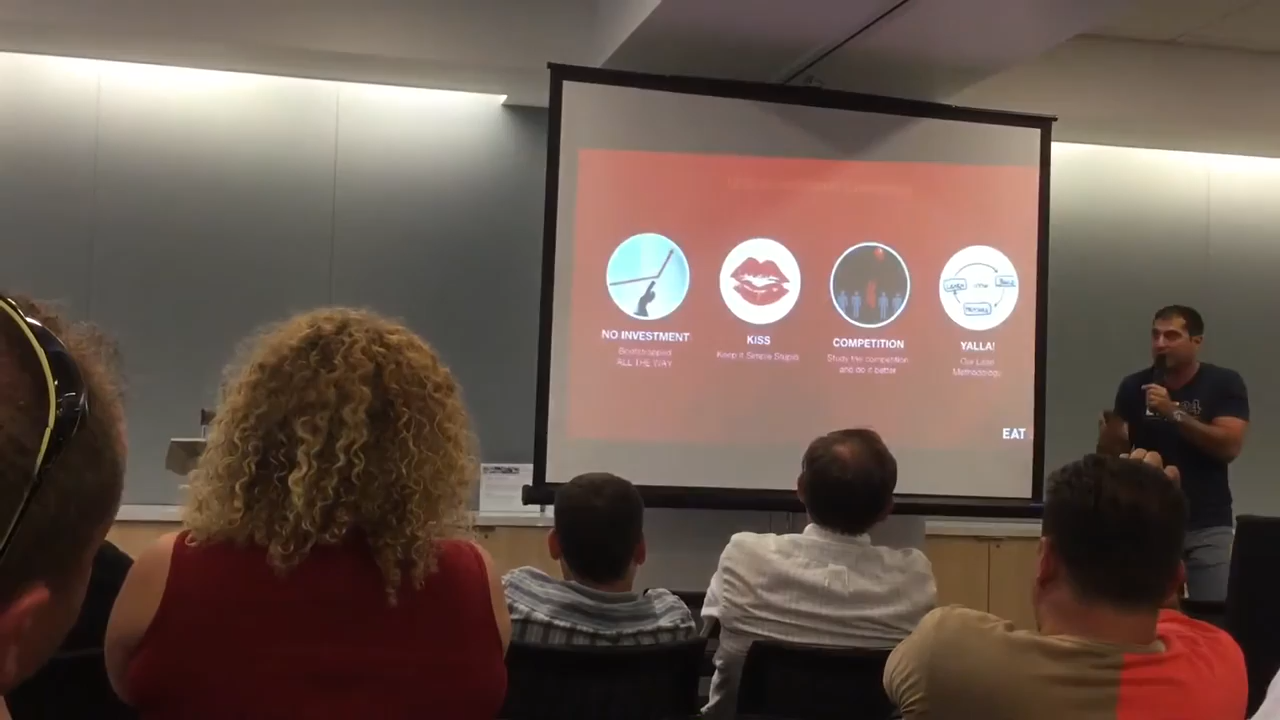 NO INVESTMENT
Bootstrapped
ALL THE WAY
KISS
Keep it Simple Stupid
COMPETITION
Study the competition
and do it better
YALLA!
Our Lean
Methodology
EAT